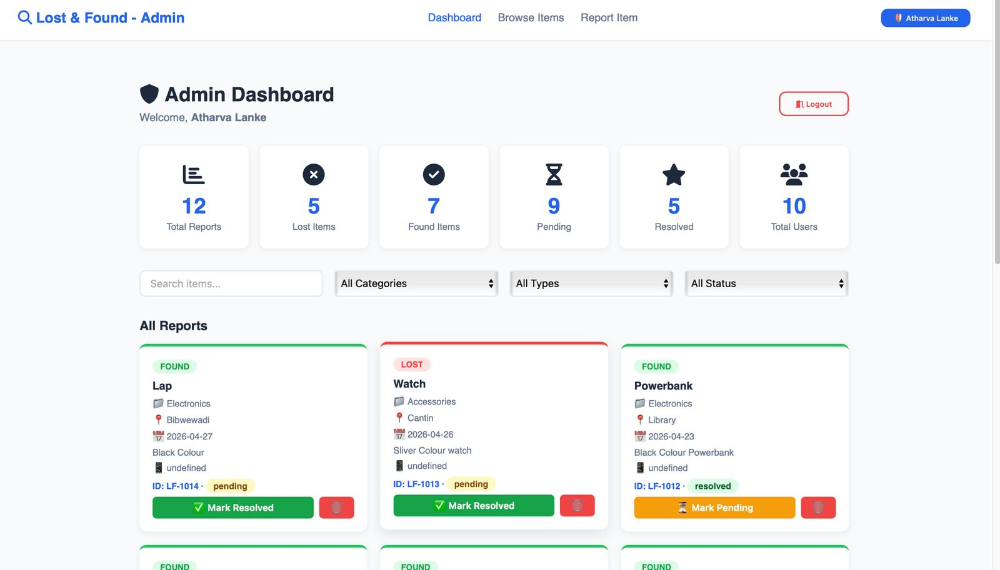 Lost & Found - Admin
Dashboard
Browse Items
Report Item
Atharva Lanke
Admin Dashboard
Welcome, Atharva Lanke
Logout
12
Total Reports
5
Lost Items
7
Found Items
9
Pending
5
Resolved
10
Total Users
Search items...
All Categories
All Types
All Status
All Reports
FOUND
Lap
Electronics
Bibwewadi
17 2026-04-27
Black Colour
undefined
ID: LF-1014 · pending
Mark Resolved
LOST
Watch
Accessories
Cantin
17 2026-04-26
Sliver Colour watch
undefined
ID: LF-1013 · pending
Mark Resolved
FOUND
Powerbank
Electronics
Library
17 2026-04-23
Black Colour Powerbank
undefined
ID: LF-1012 · resolved
Mark Pending
FOUND
FOUND
FOUND